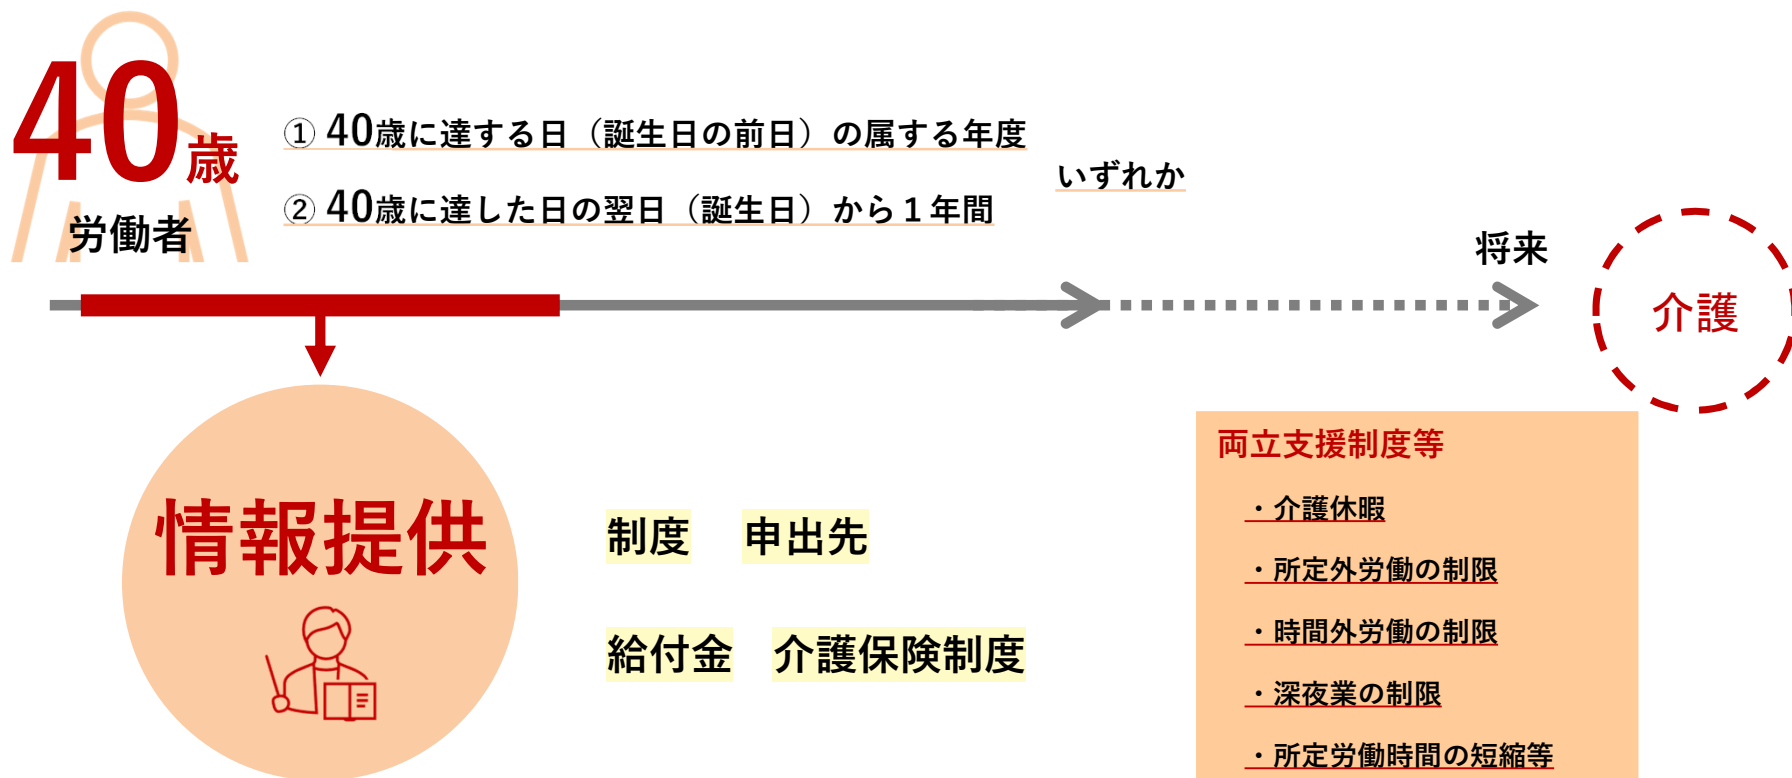 40歳
労働者
① 40歳に達する日（誕生日の前日）の属する年度
② 40歳に達した日の翌日（誕生日）から１年間
いずれか
将来
介護
情報提供
制度 申出先
給付金 介護保険制度
両立支援制度等
・介護休暇
・所定外労働の制限
・時間外労働の制限
・深夜業の制限
・所定労働時間の短縮等